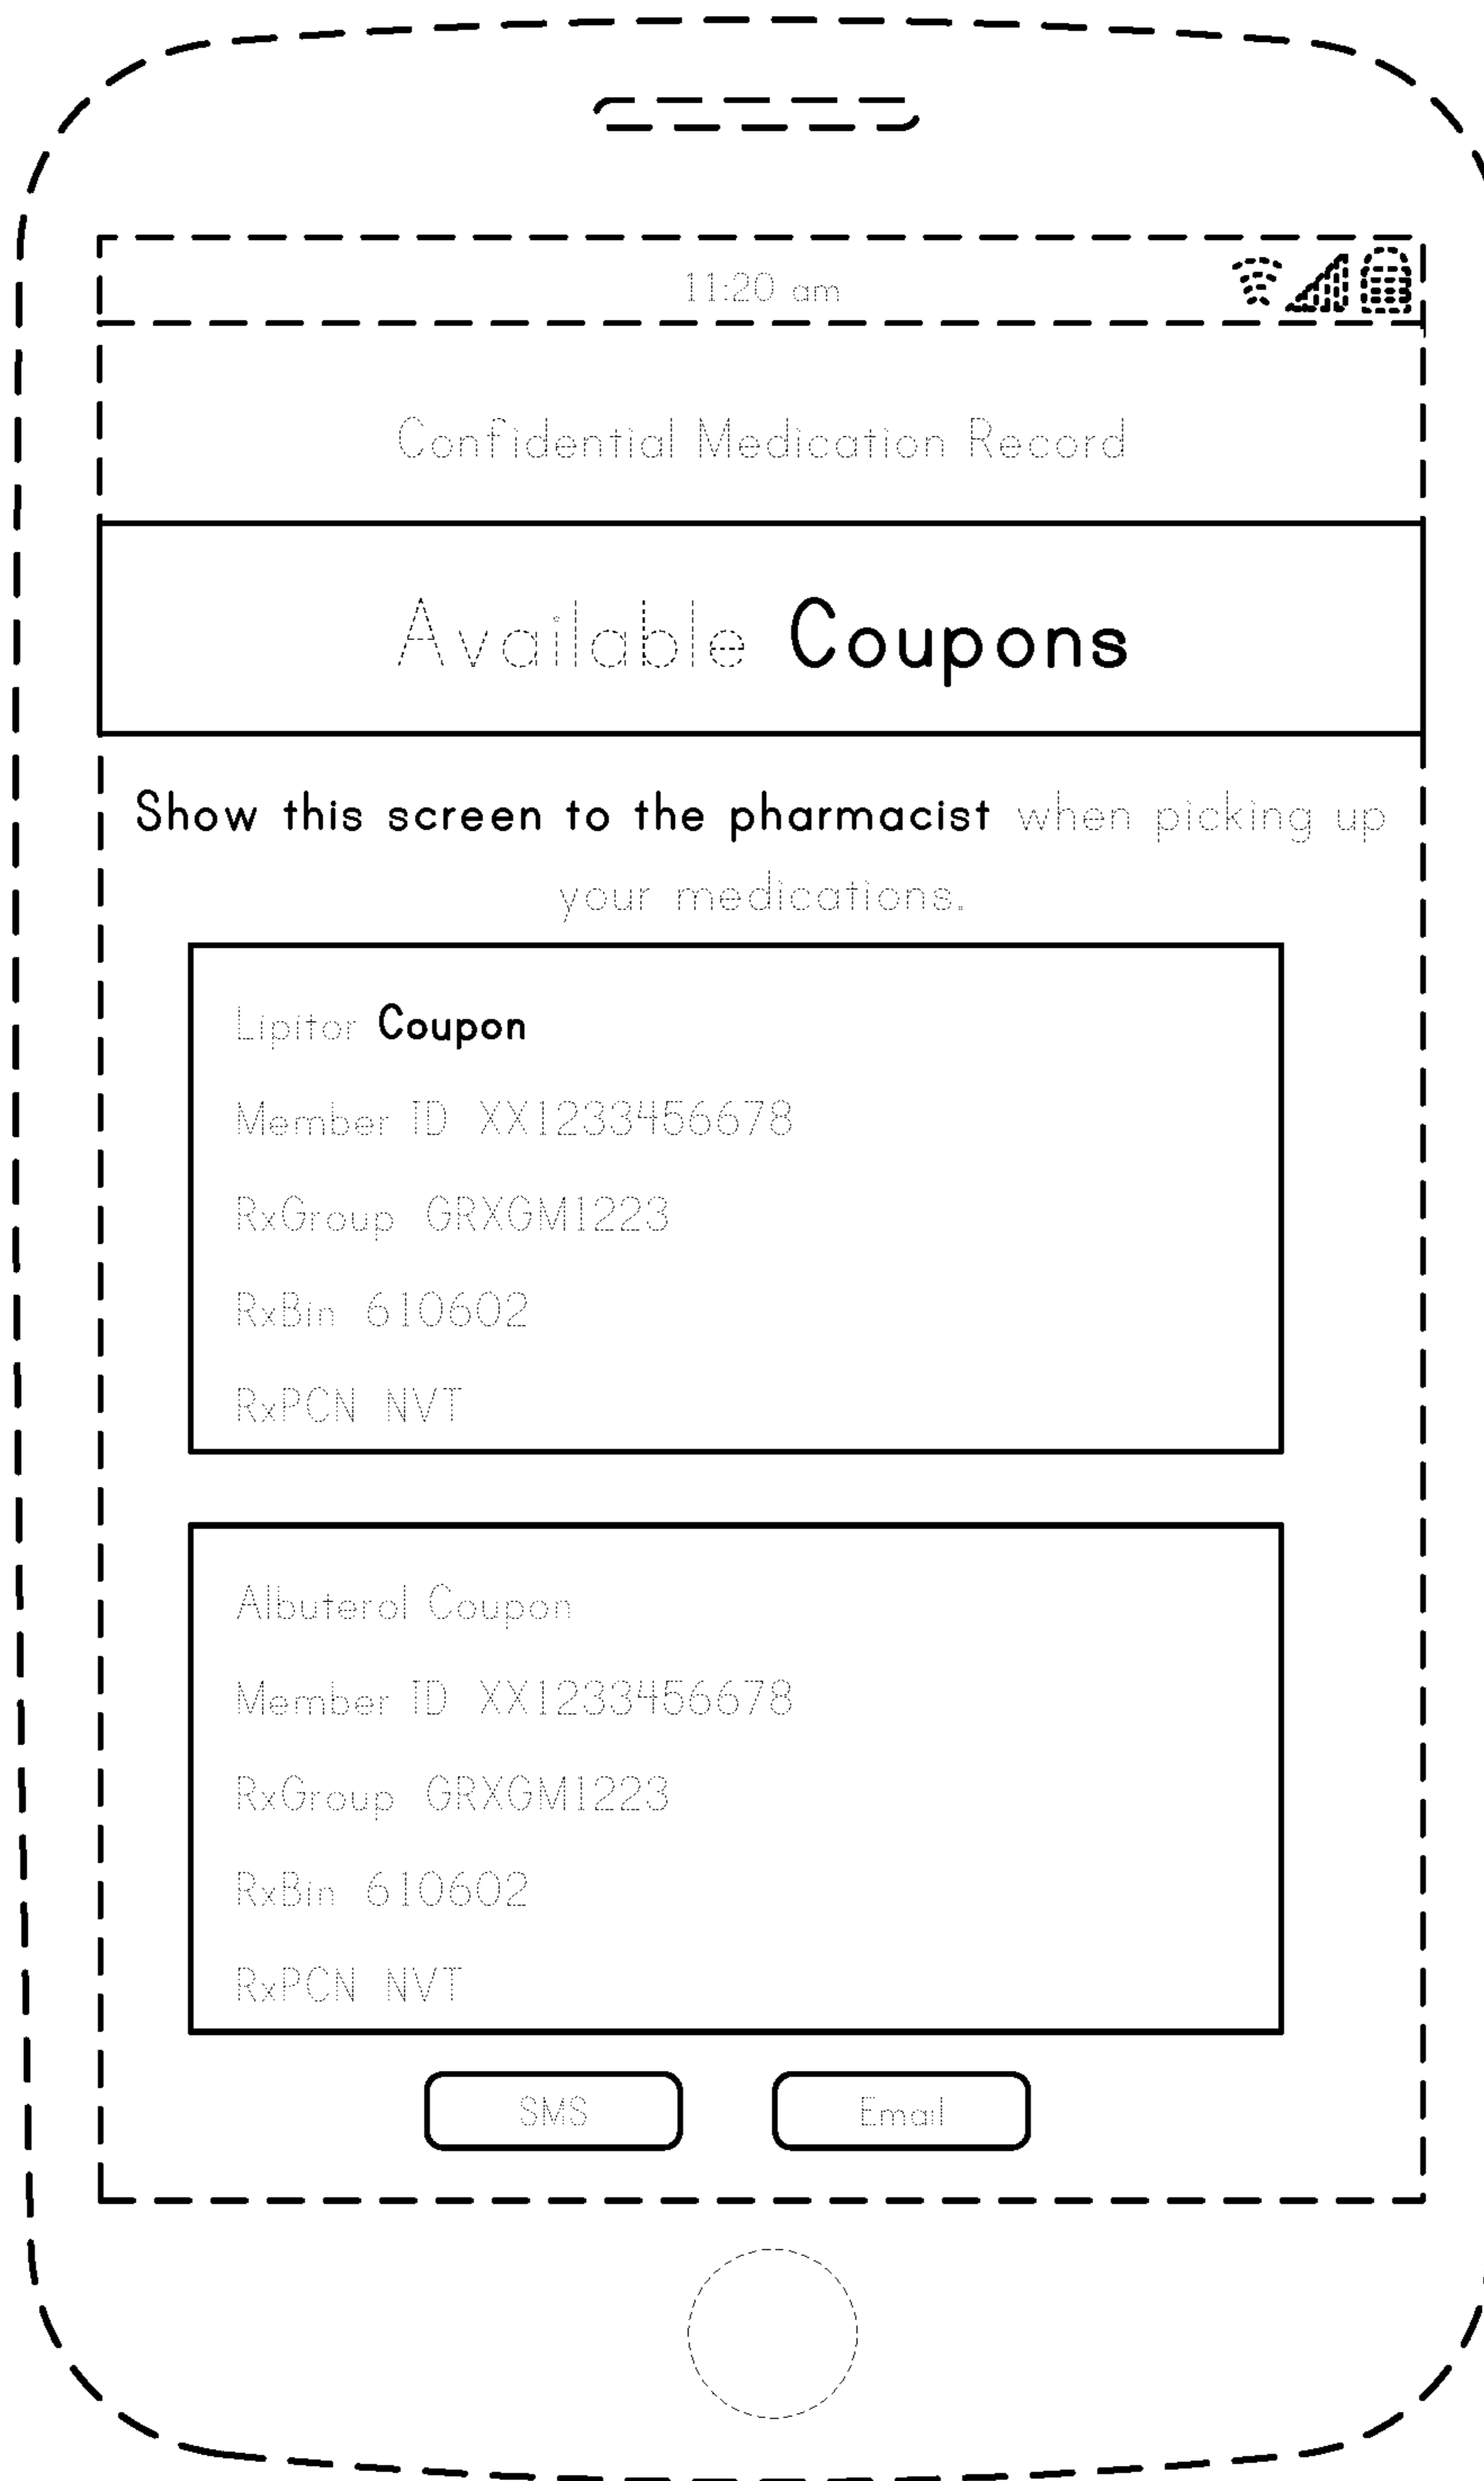 11:20 am
Confidential Medication Record
Available Coupons
Show this screen to the pharmacist when picking up
your medications.
Lipitor Coupon
Member ID XX1233456678
RxGroup GRXGM1223
RxBin 610602
RxPCN NVT
Albuterol Coupon
Member ID XX1233456678
RxGroup GRXGM1223
RxBin 610602
RxPCN NVT
SMS Email